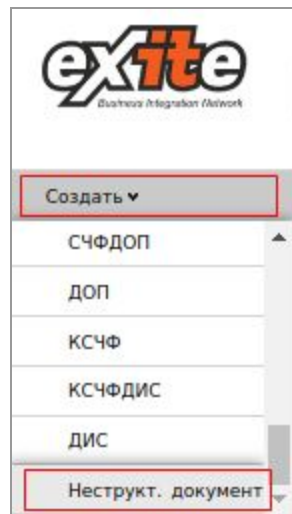 eXite
Business Integration Network
Создать
СЧФДОП
ДОП
КСЧФ
КСЧФДИС
ДИС
Неструкт. документ